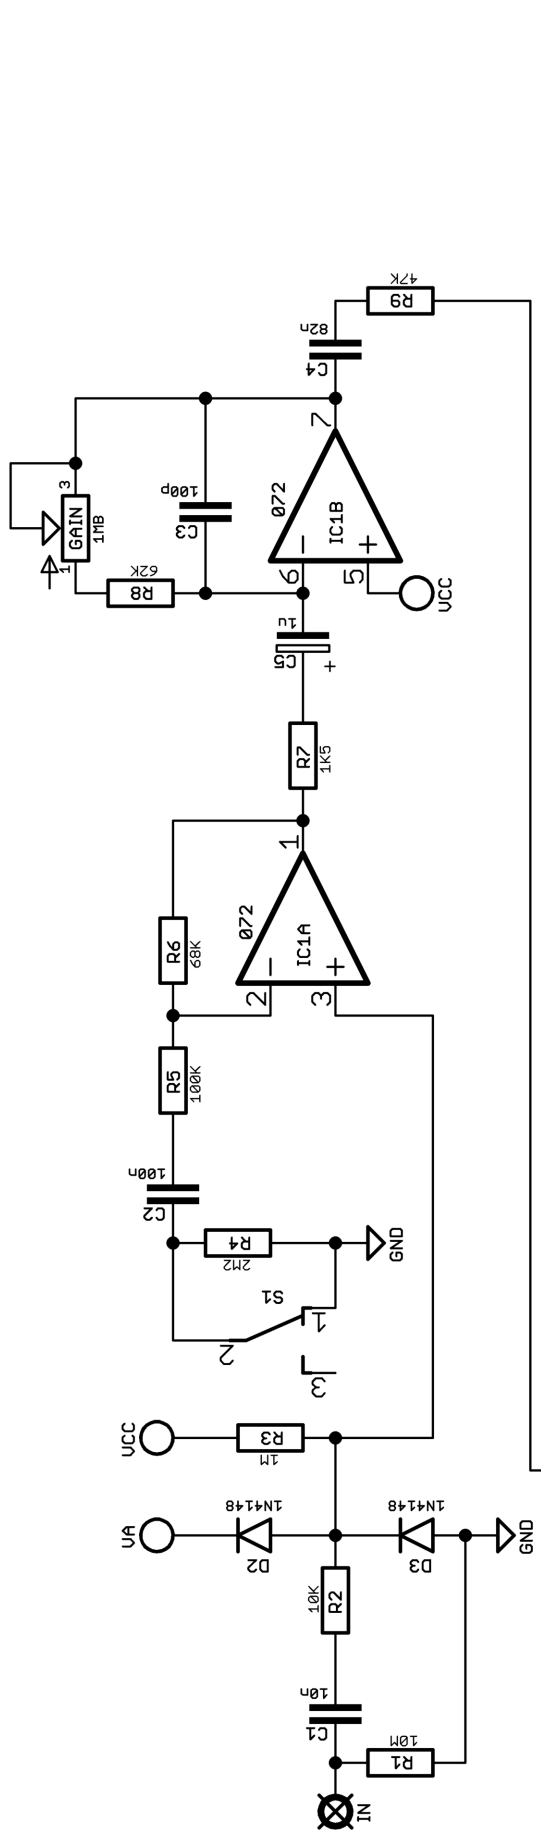 47K
R9
82n
C4
7
3
GAIN
1MB
1
100p
C3
072
IC1B
62K
R8
6
5
VCC
1u
C5
+
R7
1K5
1
072
IC1A
R6
68K
2
3
R5
100K
100n
C2
R4
2M2
GND
S1
1
2
3
VCC
R3
1M
VA
1N4148
D2
1N4148
D3
GND
10K
R2
10n
C1
10M
R1
IN